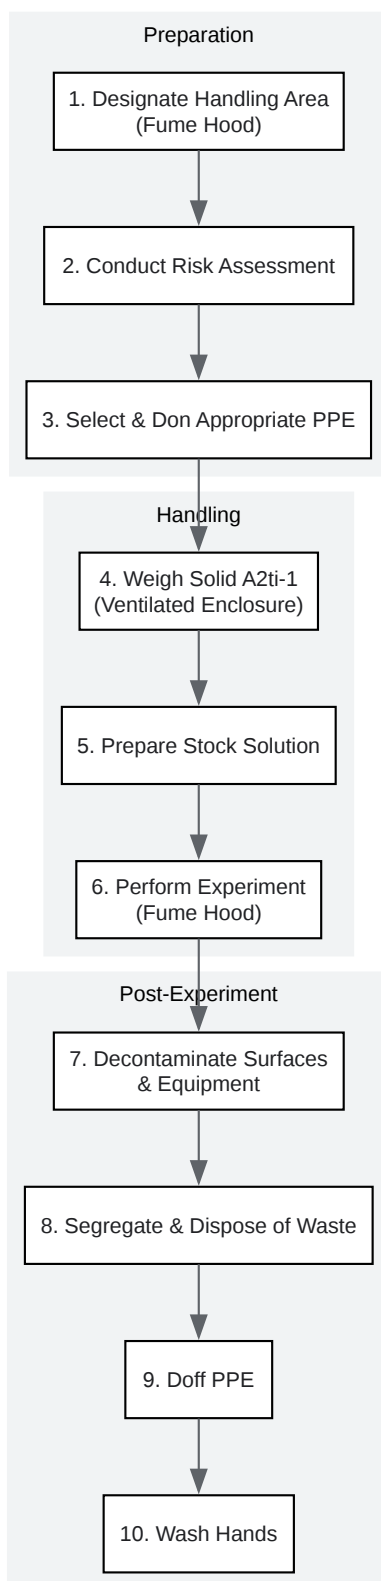 Preparation
1. Designate Handling Area
(Fume Hood)
2. Conduct Risk Assessment
3. Select & Don Appropriate PPE
Handling
4. Weigh Solid A2ti-1
(Ventilated Enclosure)
5. Prepare Stock Solution
6. Perform Experiment
(Fume Hood)
Post-Experiment
7. Decontaminate Surfaces
& Equipment
8. Segregate & Dispose of Waste
9. Doff PPE
10. Wash Hands